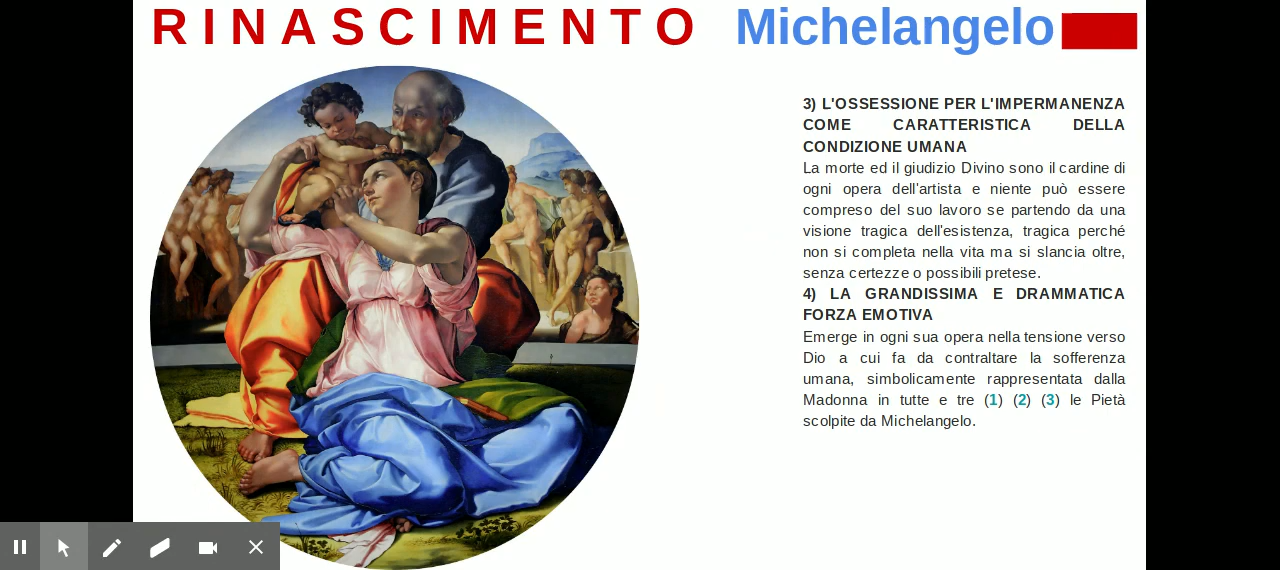 RINASCIMENTO Michelangelo
3) L'OSSESSIONE PER L'IMPERMANENZA
COME CARATTERISTICA DELLA
CONDIZIONE UMANA
La morte ed il giudizio Divino sono il cardine di
ogni opera dell'artista e niente può essere
compreso del suo lavoro se partendo da una
visione tragica dell'esistenza, tragica perché
non si completa nella vita ma si slancia oltre,
senza certezze o possibili pretese.
4) LA GRANDISSIMA E DRAMMATICA
FORZA EMOTIVA
Emerge in ogni sua opera nella tensione verso
Dio a cui fa da contraltare la sofferenza
umana, simbolicamente rappresentata dalla
Madonna in tutte e tre (1) (2) (3) le Pietà
scolpite da Michelangelo.